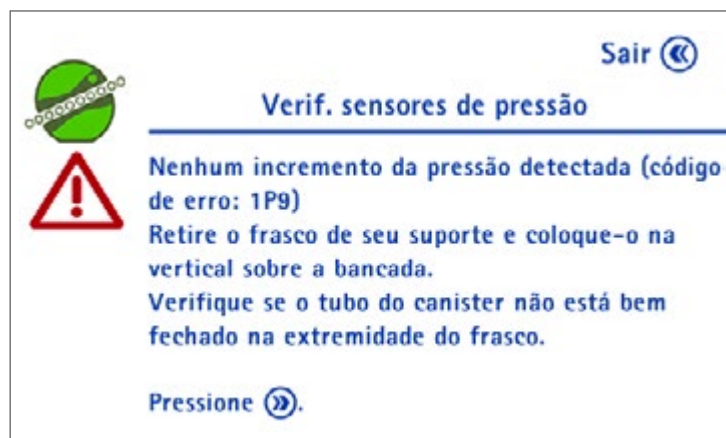 Sair
Verif. sensores de pressão
Nenhum incremento da pressão detectada (código
de erro: 1P9)
Retire o frasco de seu suporte e coloque-o na
vertical sobre a bancada.
Verifique se o tubo do canister não está bem
fechado na extremidade do frasco.
Pressione .